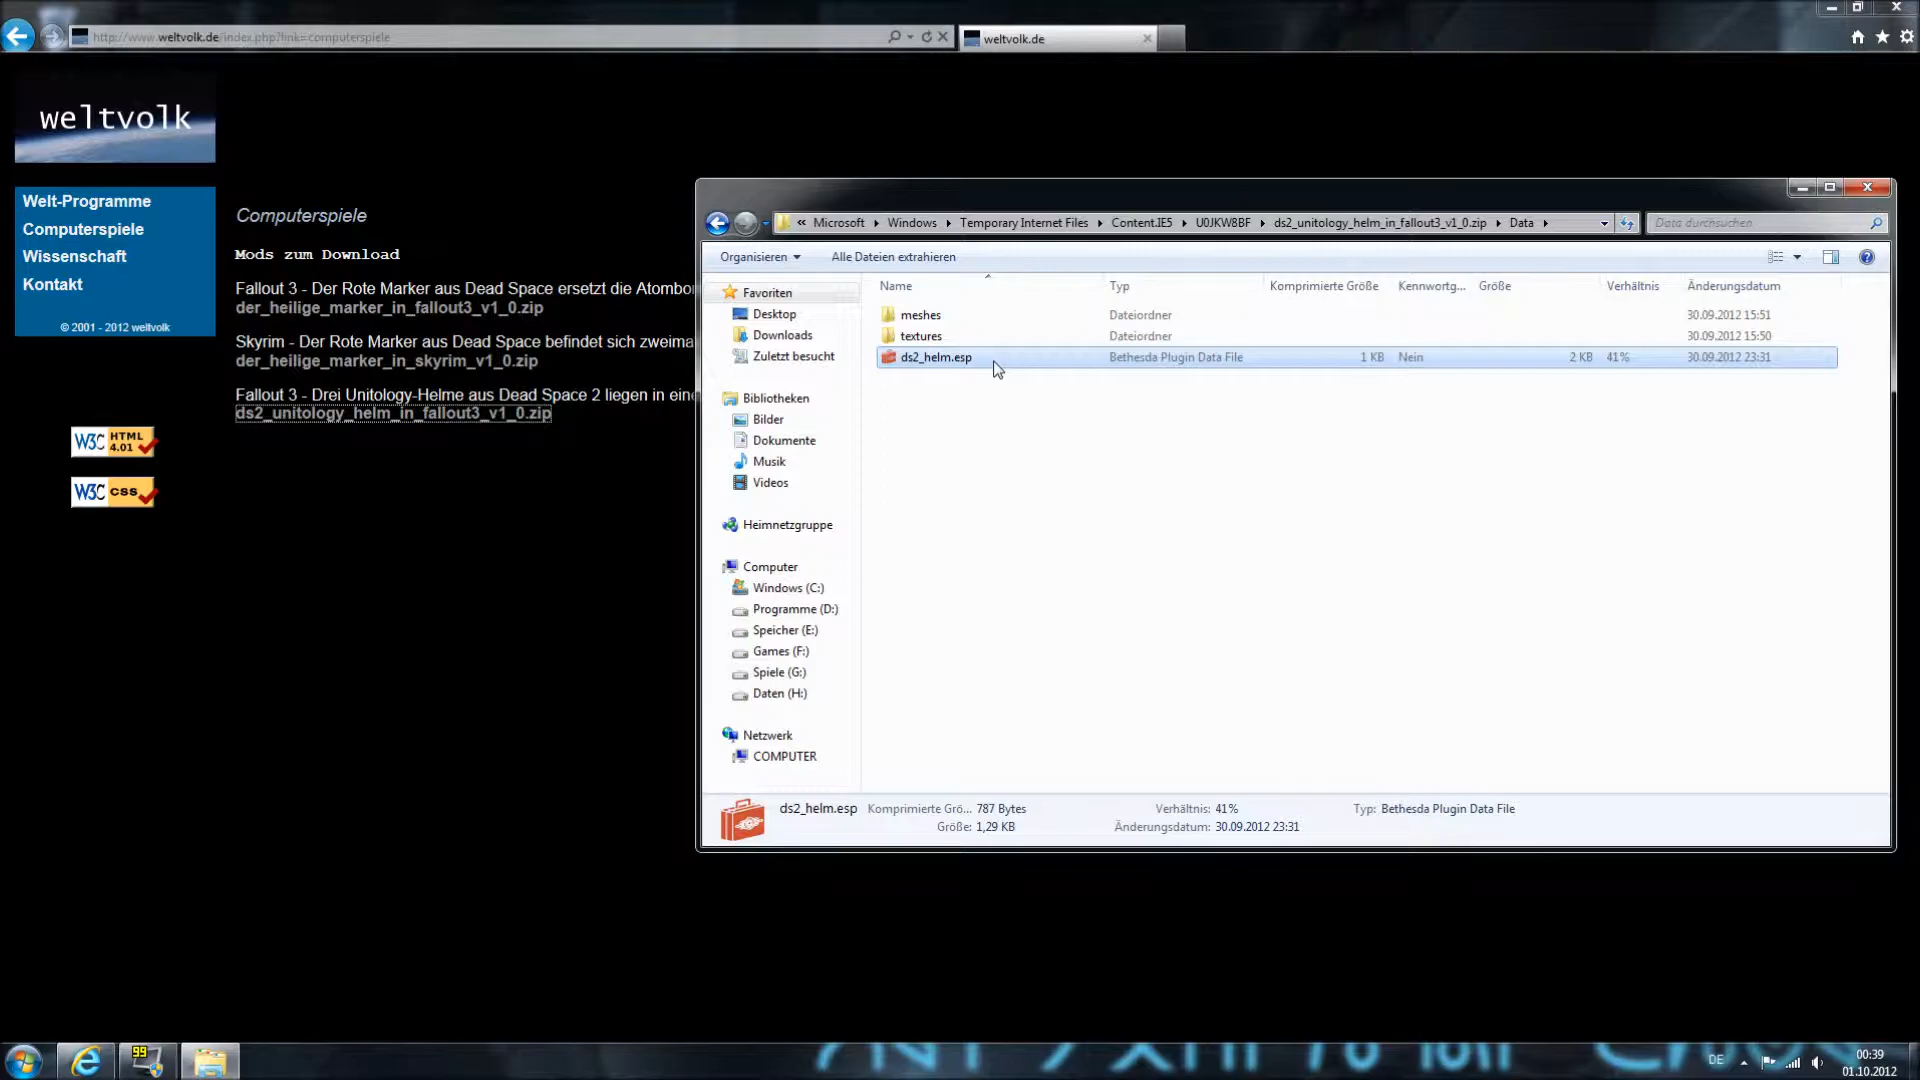 http://www.weltvolk.de/index.php?link=computerspiele
weltvolk.de
weltvolk
Welt-Programme
Computerspiele
Wissenschaft
Kontakt
© 2001 - 2012 weltvolk
W3C HTML 4.01
W3C css
Computerspiele
Mods zum Download
Fallout 3 - Der Rote Marker aus Dead Space ersetzt die Atombor
der_heilige_marker_in_fallout3_v1_0.zip
Skyrim - Der Rote Marker aus Dead Space befindet sich zweima
der_heilige_marker_in_skyrim_v1_0.zip
Fallout 3 - Drei Unitology-Helme aus Dead Space 2 liegen in eine
ds2_unitology_helm_in_fallout3_v1_0.zip
« Microsoft Windows Temporary Internet Files Content.IE5 U0JKW8BF ds2_unitology_helm_in_fallout3_v1_0.zip Data
Data durchsuchen
Organisieren Alle Dateien extrahieren
Favoriten
Desktop
Downloads
Zuletzt besucht
Bibliotheken
Bilder
Dokumente
Musik
Videos
Heimnetzgruppe
Computer
Windows (C:)
Programme (D:)
Speicher (E:)
Games (F:)
Spiele (G:)
Daten (H:)
Netzwerk
COMPUTER
Name Typ Komprimierte Größe Kennwortg... Größe Verhältnis Änderungsdatum
meshes Dateiordner 30.09.2012 15:51
textures Dateiordner 30.09.2012 15:50
ds2_helm.esp Bethesda Plugin Data File 1 KB Nein 2 KB 41% 30.09.2012 23:31
ds2_helm.esp Komprimierte Grö... 787 Bytes Verhältnis: 41% Typ: Bethesda Plugin Data File
Größe: 1,29 KB Änderungsdatum: 30.09.2012 23:31
99
DE
00:39
01.10.2012